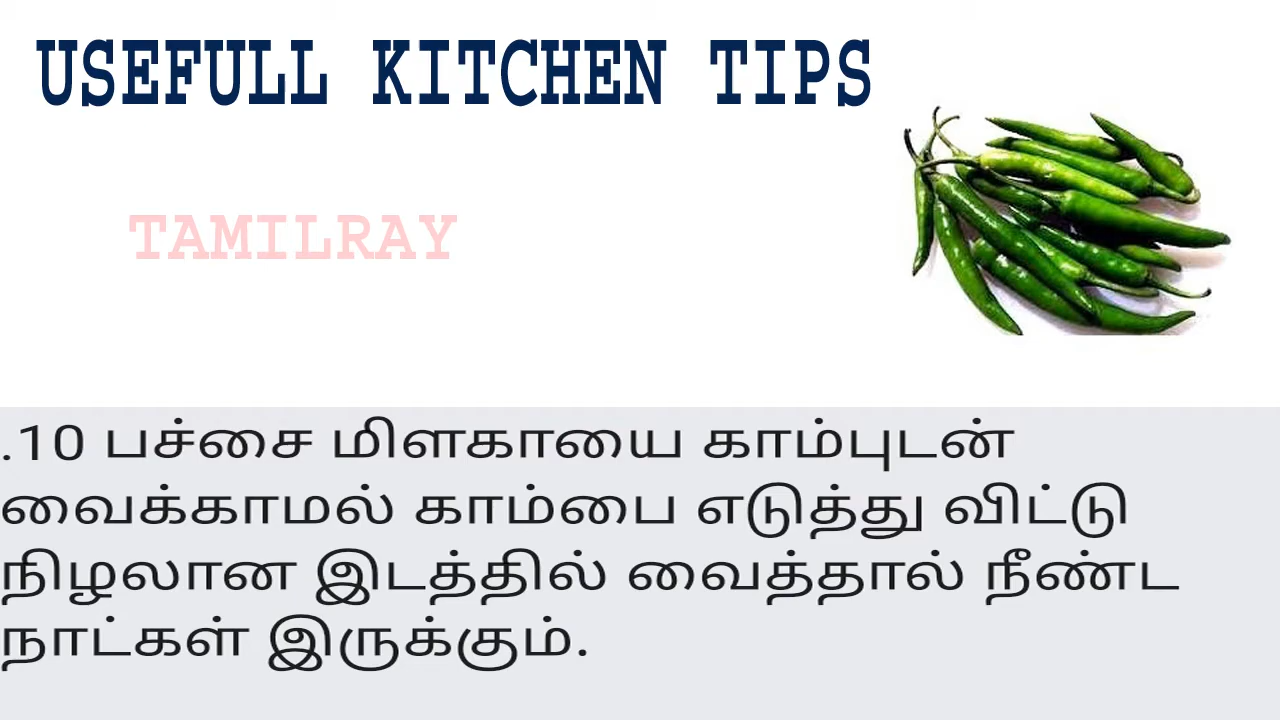 USEFULL KITCHEN TIPS
TAMILRAY
.10 பச்சை மிளகாயை காம்புடன்
வைக்காமல் காம்பை எடுத்து விட்டு
நிழலான இடத்தில் வைத்தால் நீண்ட
நாட்கள் இருக்கும்.